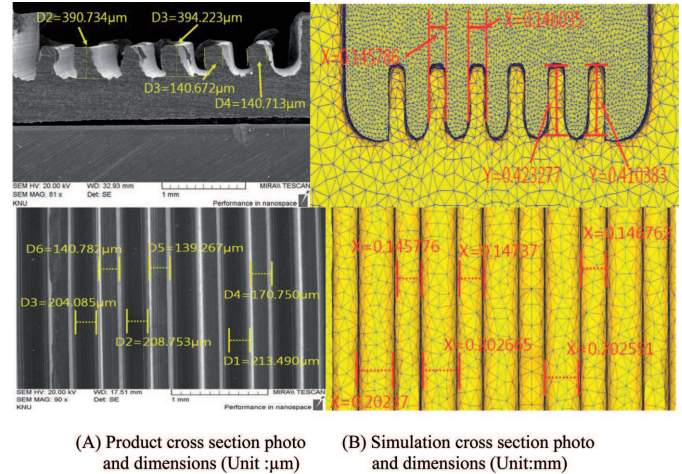 D2=390.734µm
D3=394.223µm
D3=140.672µm
D4=140.713µm
SEM HV: 20.00 kV
WD: 32.93 mm
MIRA\\ TESCAN
SEM MAG: 81 x
Det: SE
1 mm
KNU
Performance in nanospace
X=0.146035
X=0.145786
Y=0.423277
Y=0.410383
D6=140.782µm
D5=139.267µm
D3=204.085µm
D4=170.750µm
D2=208.753µm
D1=213.490µm
SEM HV: 20.00 kV
WD: 17.51 mm
MIRA\\ TESCAN
SEM MAG: 90 x
Det: SE
1 mm
KNU
Performance in nanospace
X=0.145776
X=0.14737
X=0.146762
X=0.202665
X=0.202591
(A) Product cross section photo
and dimensions (Unit :µm)
(B) Simulation cross section photo
and dimensions (Unit:mm)